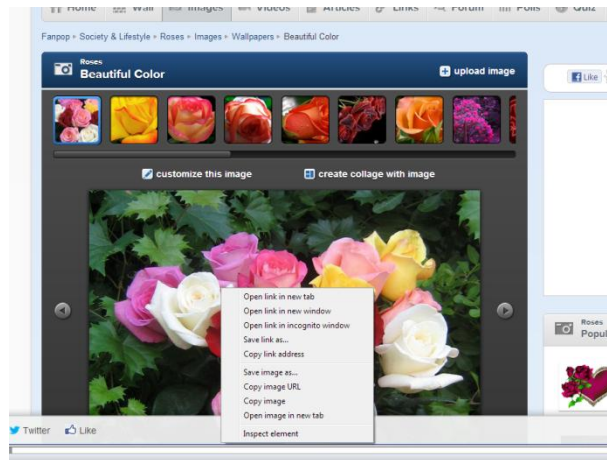 Home Wall Images Videos Articles Links Forum Polls Quiz
Fanpop Society & Lifestyle Roses Images Wallpapers Beautiful Color
Roses
Beautiful Color
upload image
Like
customize this image
create collage with image
Open link in new tab
Open link in new window
Open link in incognito window
Save link as...
Copy link address
Save image as...
Copy image URL
Copy image
Open image in new tab
Inspect element
Roses
Popul
Twitter Like